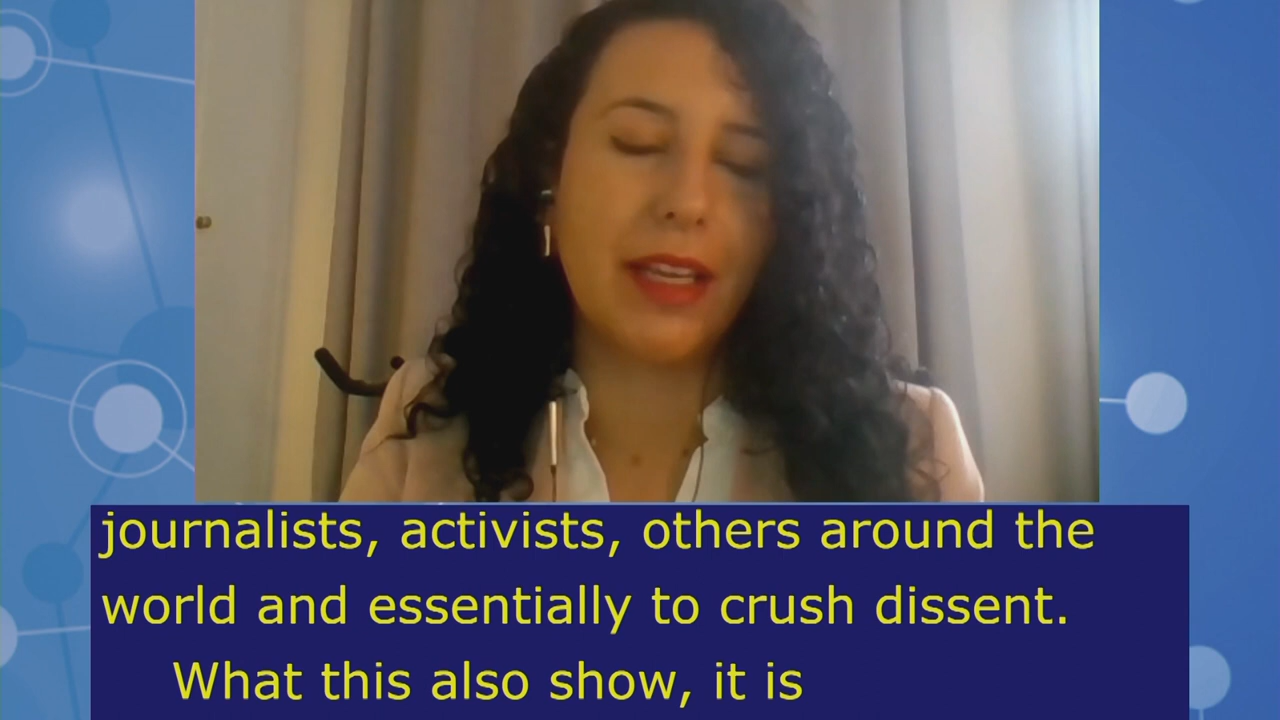 journalists, activists, others around the
world and essentially to crush dissent.
What this also show, it is